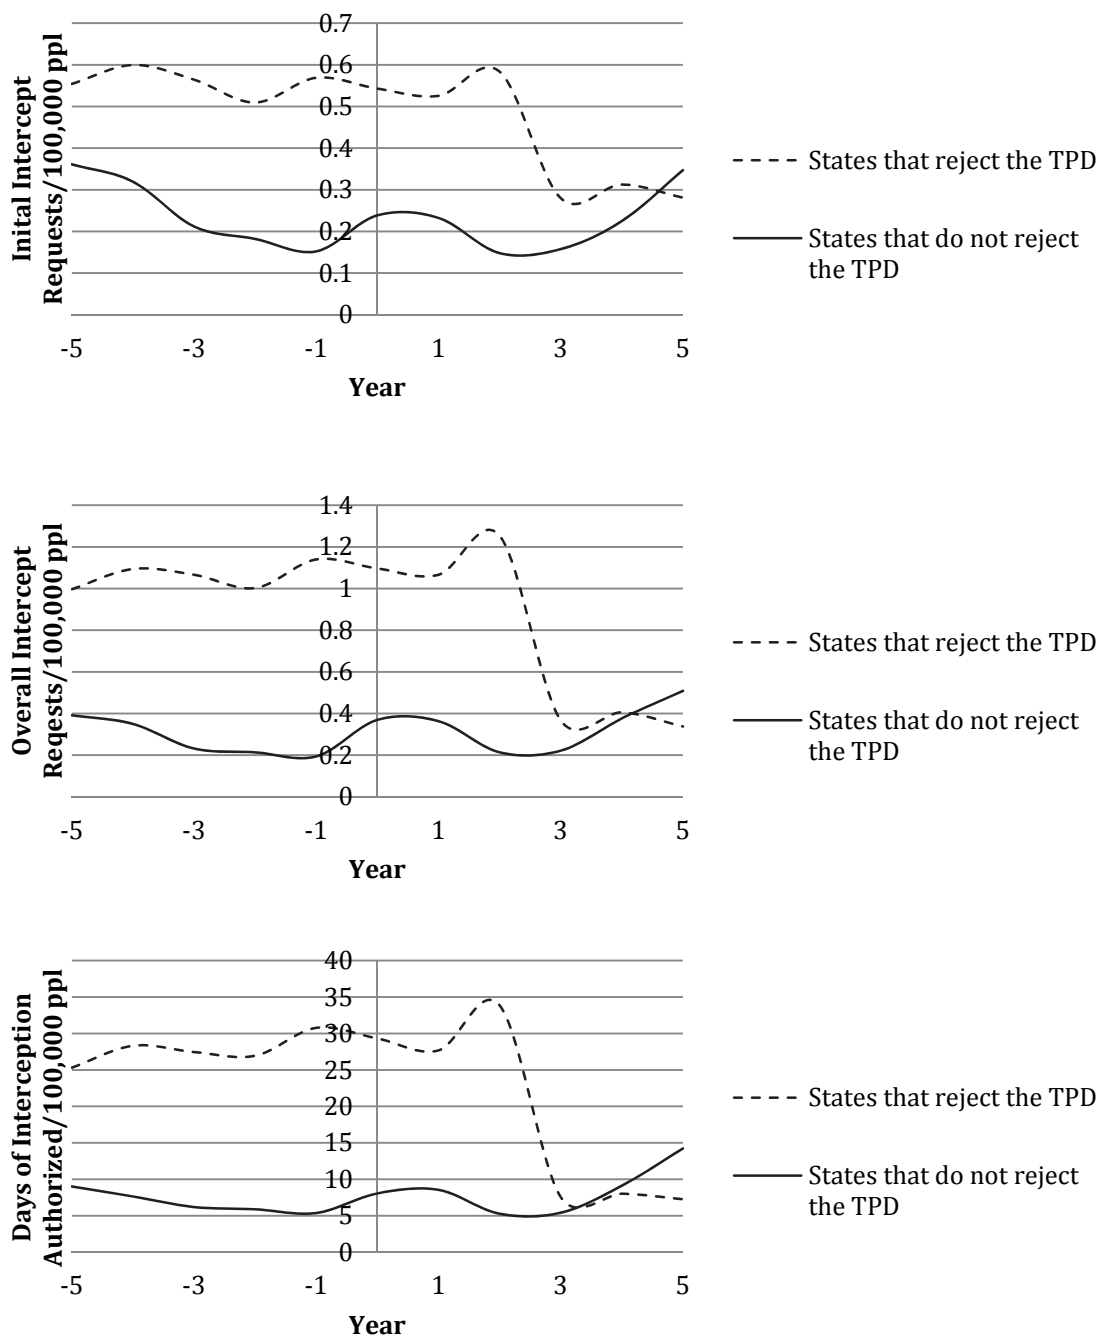 Inital Intercept
Requests/100,000 ppl
0.7
0.6
0.5
0.4
0.3
0.2
0.1
0
-5 -3 -1 1 3 5
Year
States that reject the TPD
States that do not reject
the TPD
Overall Intercept
Reqests/100,000 ppl
1.4
1.2
1
0.8
0.6
0.4
0.2
0
-5 -3 -1 1 3 5
Year
States that reject the TPD
States that do not reject
the TPD
Days of Interception
Authorized/100,000 ppl
40
35
30
25
20
15
10
5
0
-5 -3 -1 1 3 5
Year
States that reject the TPD
States that do not reject
the TPD